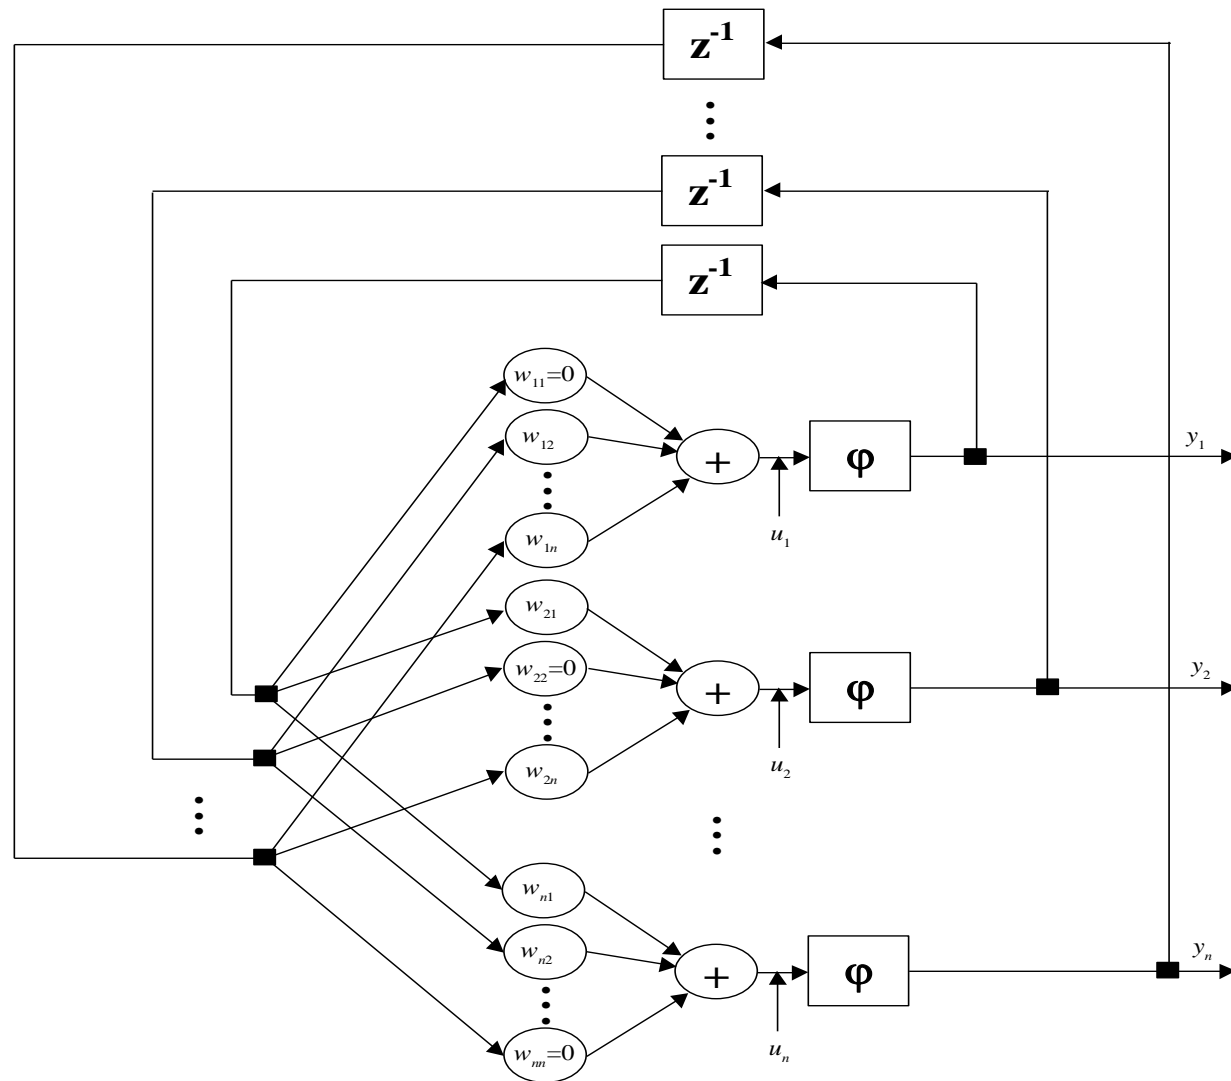 z⁻¹
z⁻¹
z⁻¹
w₁₁=0
w₁₂
w₁ₙ
+
φ
y₁
u₁
w₂₁
w₂₂=0
w₂ₙ
+
φ
y₂
u₂
wₙ₁
wₙ₂
wₙₙ=0
+
φ
yₙ
uₙ